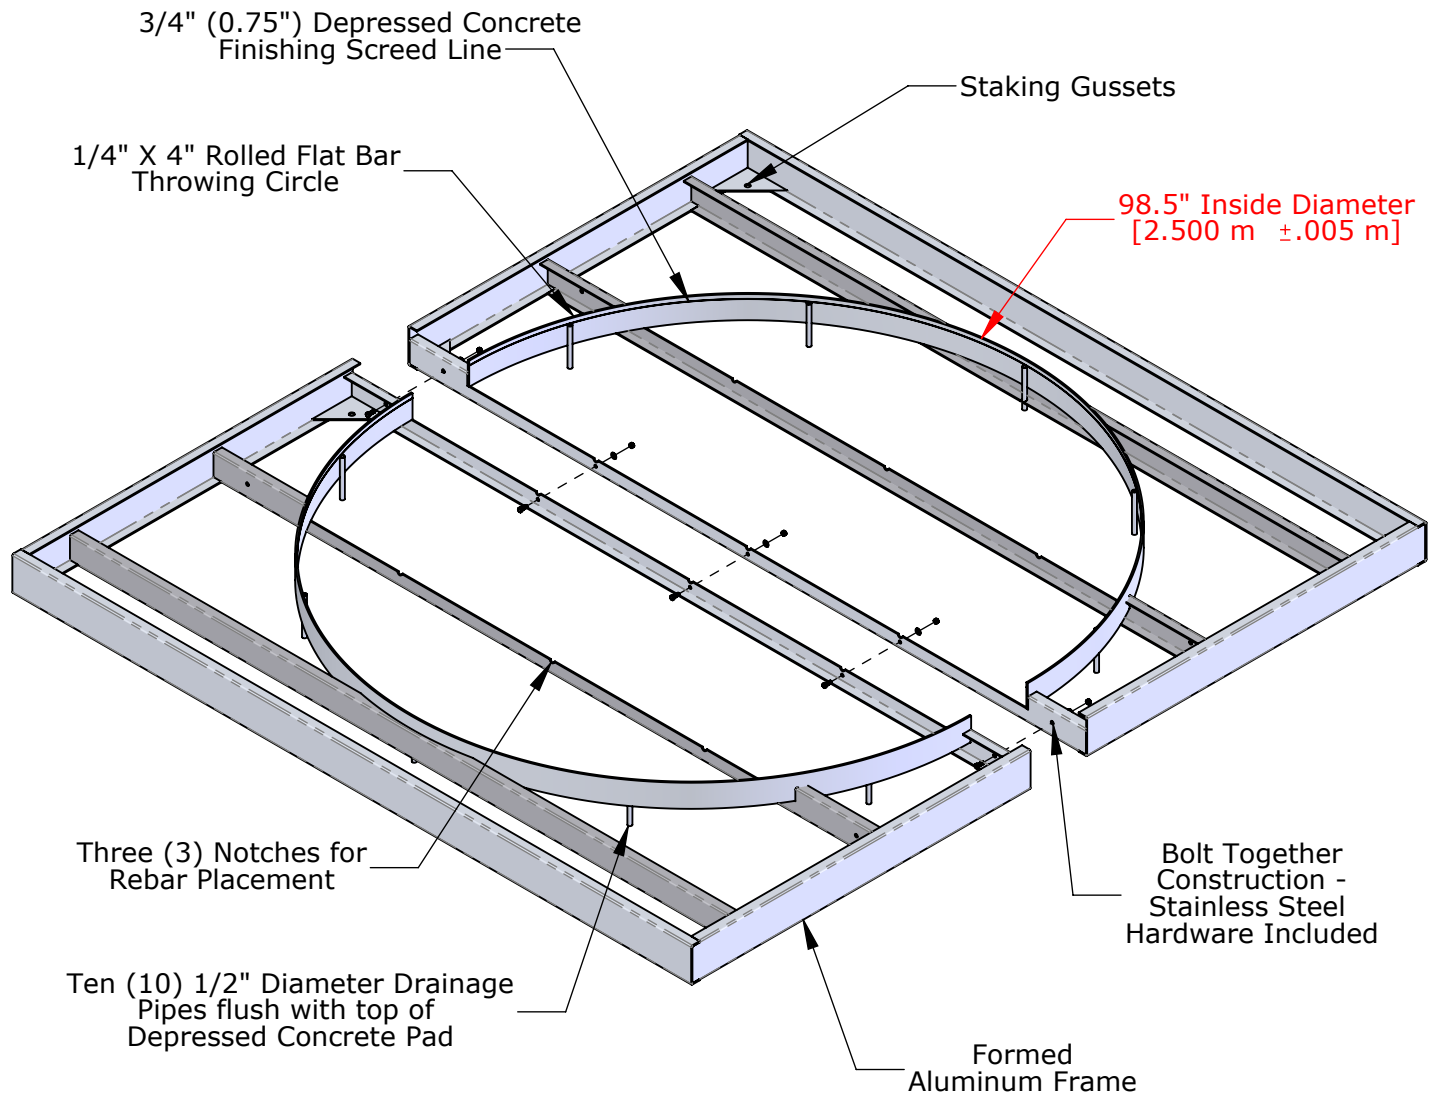 3/4" (0.75") Depressed Concrete
Finishing Screed Line
Staking Gussets
1/4" X 4" Rolled Flat Bar
Throwing Circle
98.5" Inside Diameter
[2.500 m ±.005 m]
Three (3) Notches for
Rebar Placement
Bolt Together
Construction -
Stainless Steel
Hardware Included
Ten (10) 1/2" Diameter Drainage
Pipes flush with top of
Depressed Concrete Pad
Formed
Aluminum Frame